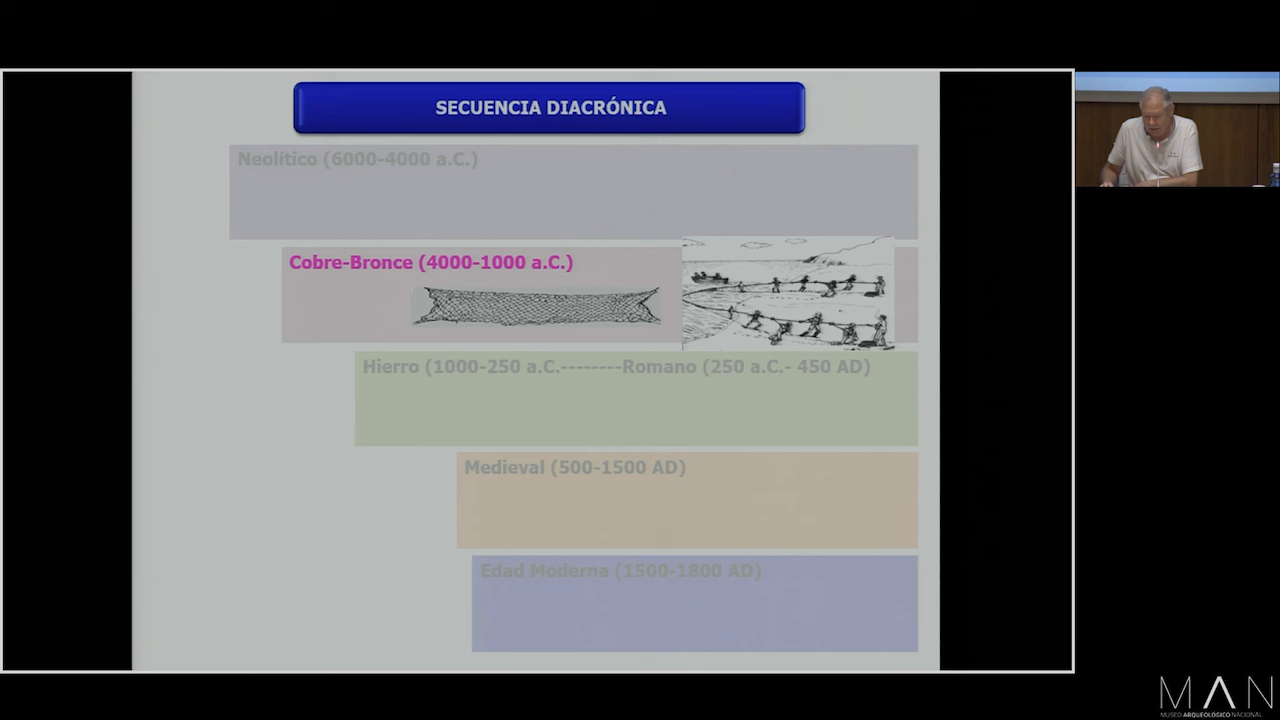 SECUENCIA DIACRÓNICA
Neolítico (6000-4000 a.C.)
Cobre-Bronce (4000-1000 a.C.)
Hierro (1000-250 a.C.--------Romano (250 a.C.- 450 AD)
Medieval (500-1500 AD)
Edad Moderna (1500-1800 AD)
MAN
MUSEO ARQUEOLÓGICO NACIONAL